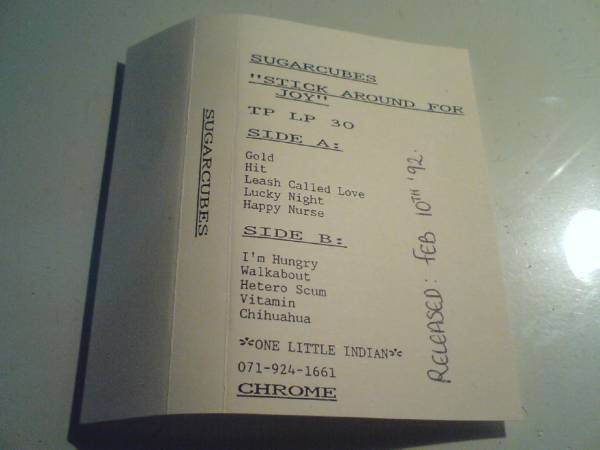 SUGARCUBES
SUGARCUBES
"STICK AROUND FOR
JOY"
TP LP 30
SIDE A:
Gold
Hit
Leash Called Love
Lucky Night
Happy Nurse
SIDE B:
I'm Hungry
Walkabout
Hetero Scum
Vitamin
Chihuahua
ONE LITTLE INDIAN
071-924-1661
CHROME
RELEASED: FEB 10TH '92.